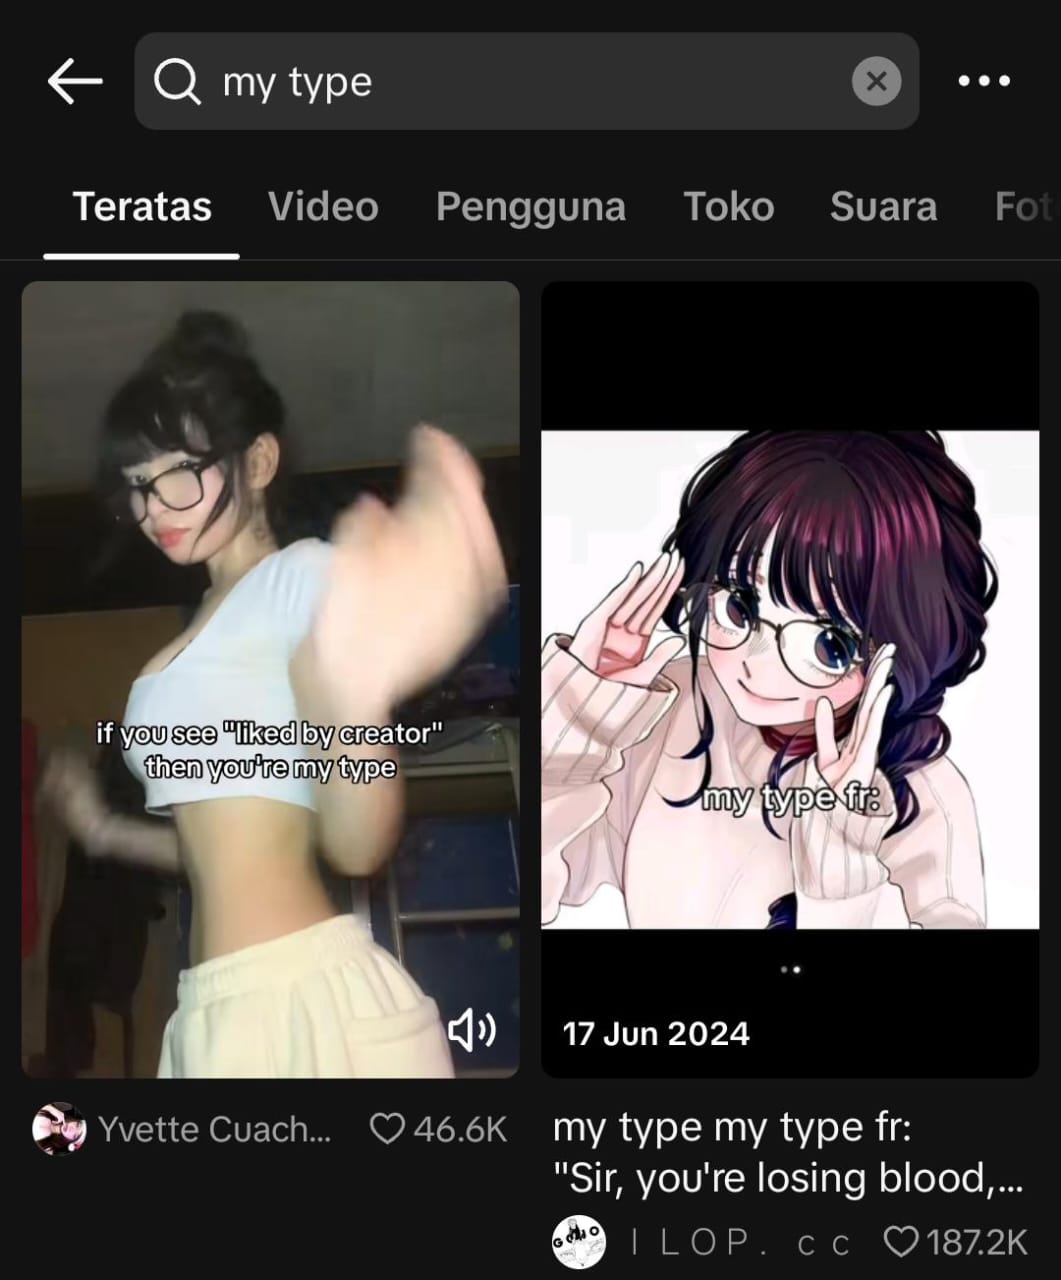 my type
Teratas Video Pengguna Toko Suara Fot
if you see "liked by creator"
then you're my type
my type fr:
17 Jun 2024
Yvette Cuach... 46.6K
my type my type fr:
"Sir, you're losing blood,...
I L O P . c c 187.2K